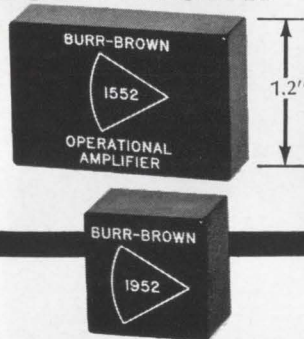 BURR-BROWN
1552
OPERATIONAL
AMPLIFIER
1.2"
BURR-BROWN
1952